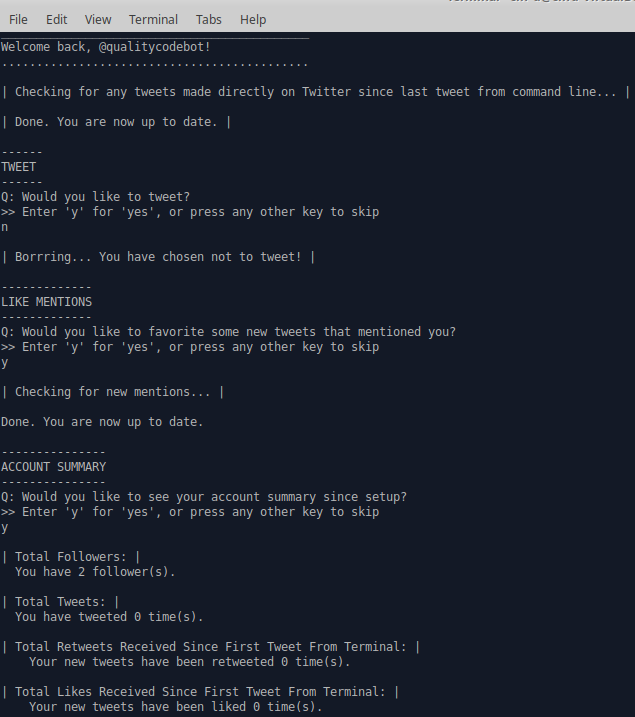 File Edit View Terminal Tabs Help
Welcome back, @qualitycodebot!
............................................
| Checking for any tweets made directly on Twitter since last tweet from command line... |
| Done. You are now up to date. |
------
TWEET
------
Q: Would you like to tweet?
>> Enter 'y' for 'yes', or press any other key to skip
n
| Borrring... You have chosen not to tweet! |
-------------
LIKE MENTIONS
-------------
Q: Would you like to favorite some new tweets that mentioned you?
>> Enter 'y' for 'yes', or press any other key to skip
y
| Checking for new mentions... |
Done. You are now up to date.
---------------
ACCOUNT SUMMARY
---------------
Q: Would you like to see your account summary since setup?
>> Enter 'y' for 'yes', or press any other key to skip
y
| Total Followers: |
You have 2 follower(s).
| Total Tweets: |
You have tweeted 0 time(s).
| Total Retweets Received Since First Tweet From Terminal: |
Your new tweets have been retweeted 0 time(s).
| Total Likes Received Since First Tweet From Terminal: |
Your new tweets have been liked 0 time(s).